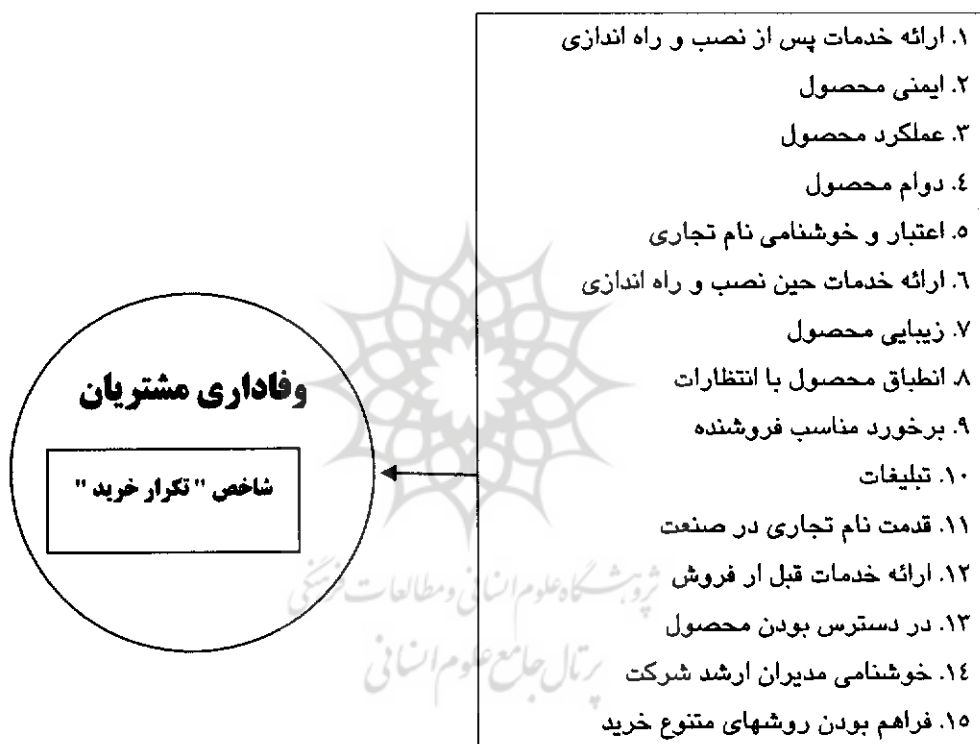 ۱. ارائه خدمات پس از نصب و راه اندازی
۲. ایمنی محصول
۳. عملکرد محصول
٤. دوام محصول
۵. اعتبار و خوشنامی نام تجاری
٦. ارائه خدمات حین نصب و راه اندازی
۷. زیبایی محصول
۸. انطباق محصول با انتظارات
۹. برخورد مناسب فروشنده
۱۰. تبلیغات
۱۱. قدمت نام تجاری در صنعت
۱۲. ارائه خدمات قبل ار فروش
۱۳. در دسترس بودن محصول
۱٤. خوشنامی مدیران ارشد شرکت
۱۵. فراهم بودن روشهای متنوع خرید
وفاداری مشتریان
شاخص " تکرار خرید "
پژوهشگاه علوم انسانی و مطالعات فرهنگی
پرتال جامع علوم انسانی